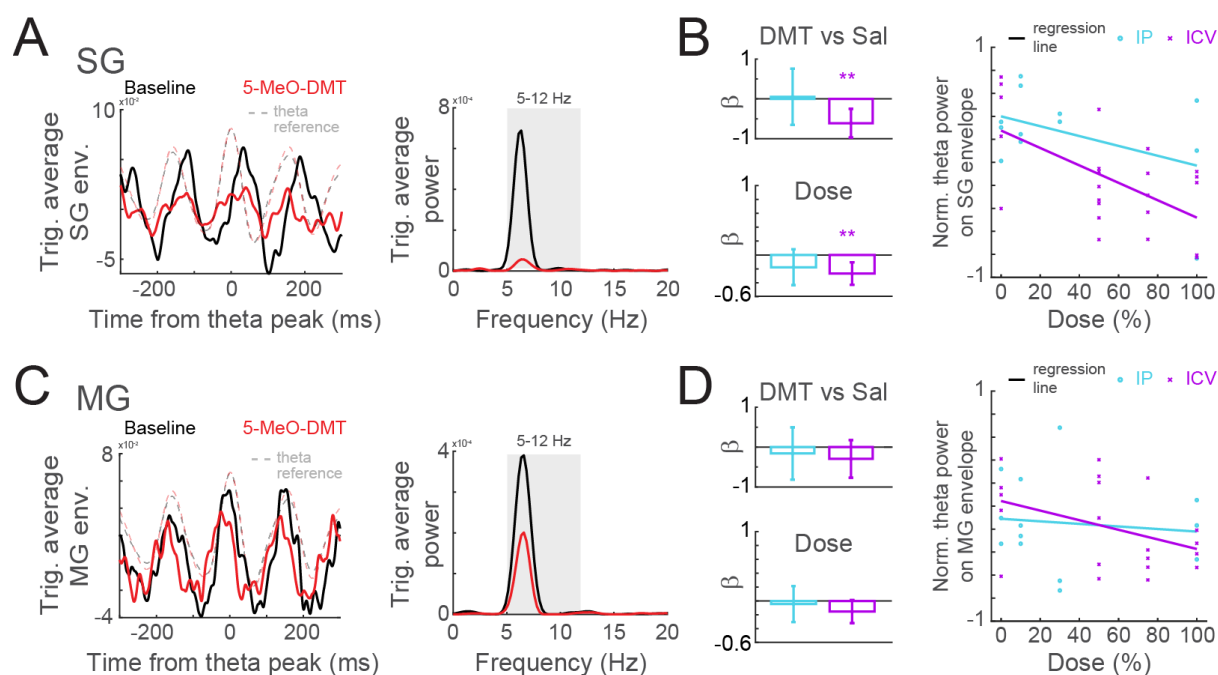 A
SG
Baseline
5-MeO-DMT
theta
reference
x10⁻²
10
-5
Trig. average
SG env.
-200
0
200
Time from theta peak (ms)
x10⁻⁴
8
4
0
Trig. average
power
5-12 Hz
0
5
10
15
20
Frequency (Hz)
B
DMT vs Sal
1
-1
β
**
Dose
-0.6
β
**
regression
line
IP
ICV
1
-1
Norm. theta power
on SG envelope
0
20
40
60
80
100
Dose (%)
C
MG
Baseline
5-MeO-DMT
theta
reference
8
-4
Trig. average
MG env.
-200
0
200
Time from theta peak (ms)
x10⁻⁴
4
2
0
Trig. average
power
5-12 Hz
0
5
10
15
20
Frequency (Hz)
D
DMT vs Sal
1
-1
β
Dose
1
-0.6
β
regression
line
IP
ICV
1
-1
Norm. theta power
on MG envelope
0
20
40
60
80
100
Dose (%)